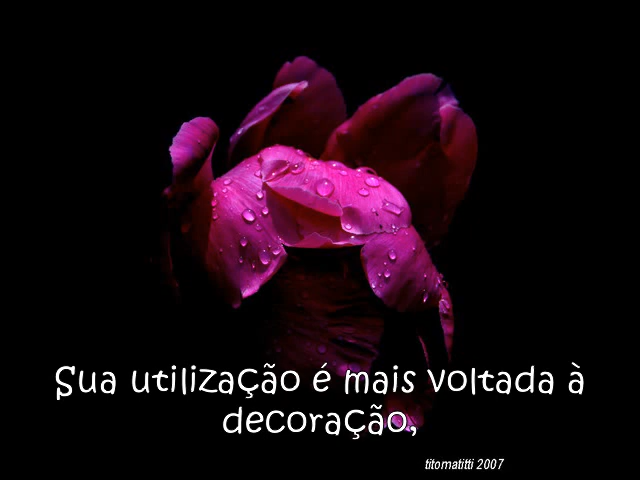 Sua utilização é mais voltada à
decoração,
titomatitti 2007